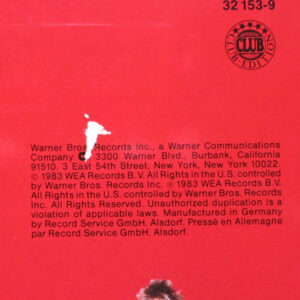 32 153-9
CLUB
CLUB-EDITION
Warner Bros. Records Inc., a Warner Communications
Company 3300 Warner Blvd., Burbank, California
91510. 3 East 54th Street, New York, New York 10022.
© 1983 WEA Records B. V. All Rights in the U.S. controlled
by Warner Bros. Records Inc. ℗ 1983 WEA Records
B. V. All Rights in the U.S. controlled by Warner Bros. Records
Inc. All Rights Reserved. Unauthorized duplication is a
violation of applicable laws. Manufactured in Germany
by Record Service GmbH. Alsdorf. Pressé en Allemagne
par Record Service GmbH. Alsdorf.